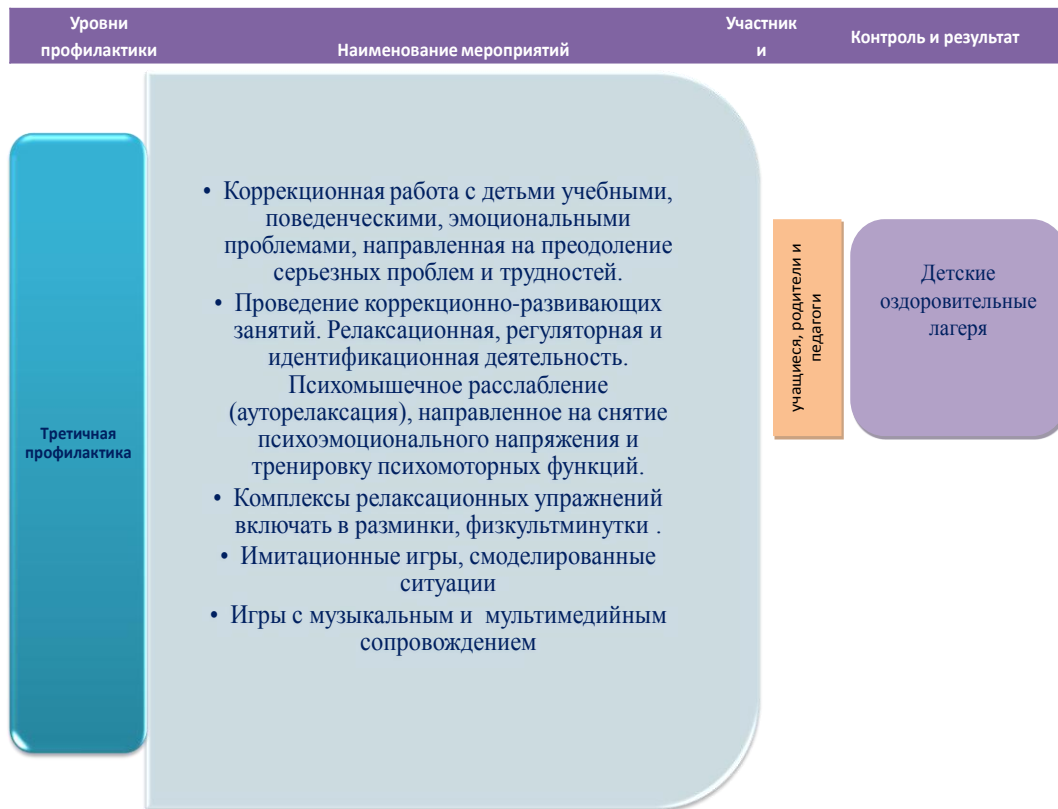 Уровни
профилактики
Наименование мероприятий
Участник
и
Контроль и результат
Третичная
профилактика
• Коррекционная работа с детьми учебными,
поведенческими, эмоциональными
проблемами, направленная на преодоление
серьезных проблем и трудностей.
• Проведение коррекционно-развивающих
занятий. Релаксационная, регуляторная и
идентификационная деятельность.
Психомышечное расслабление
(ауторелаксация), направленное на снятие
психоэмоционального напряжения и
тренировку психомоторных функций.
• Комплексы релаксационных упражнений
включать в разминки, физкультминутки .
• Имитационные игры, смоделированные
ситуации
• Игры с музыкальным и мультимедийным
сопровождением
учащиеся, родители и
педагоги
Детские
оздоровительные
лагеря